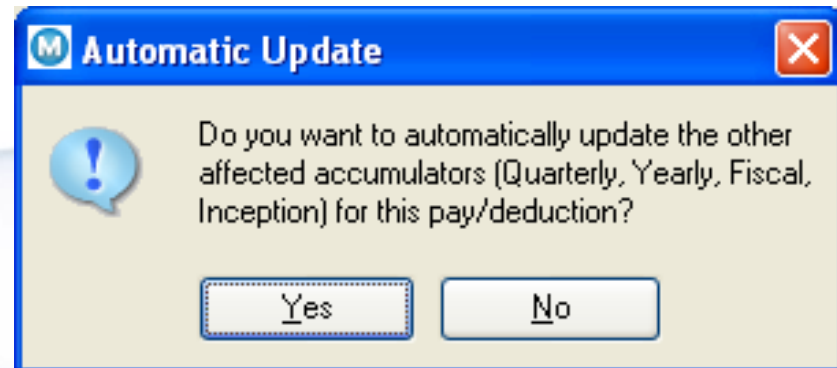 M Automatic Update
Do you want to automatically update the other
affected accumulators (Quarterly, Yearly, Fiscal,
Inception) for this pay/deduction?
Yes
No